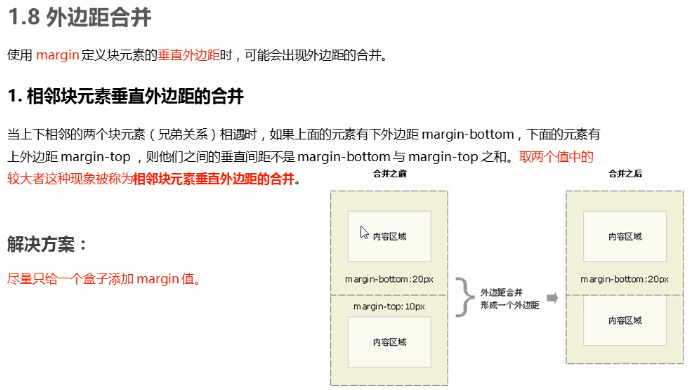 1.8 外边距合并
使用 margin 定义块元素的垂直外边距时，可能会出现外边距的合并。
1. 相邻块元素垂直外边距的合并
当上下相邻的两个块元素（兄弟关系）相遇时，如果上面的元素有下外边距 margin-bottom，下面的元素有
上外边距 margin-top ，则他们之间的垂直间距不是 margin-bottom 与 margin-top 之和。取两个值中的
较大者这种现象被称为相邻块元素垂直外边距的合并。
解决方案：
尽量只给一个盒子添加 margin 值。
合并之前
内容区域
margin-bottom:20px
margin-top:10px
内容区域
外边距合并
形成一个外边距
合并之后
内容区域
margin-bottom:20px
内容区域